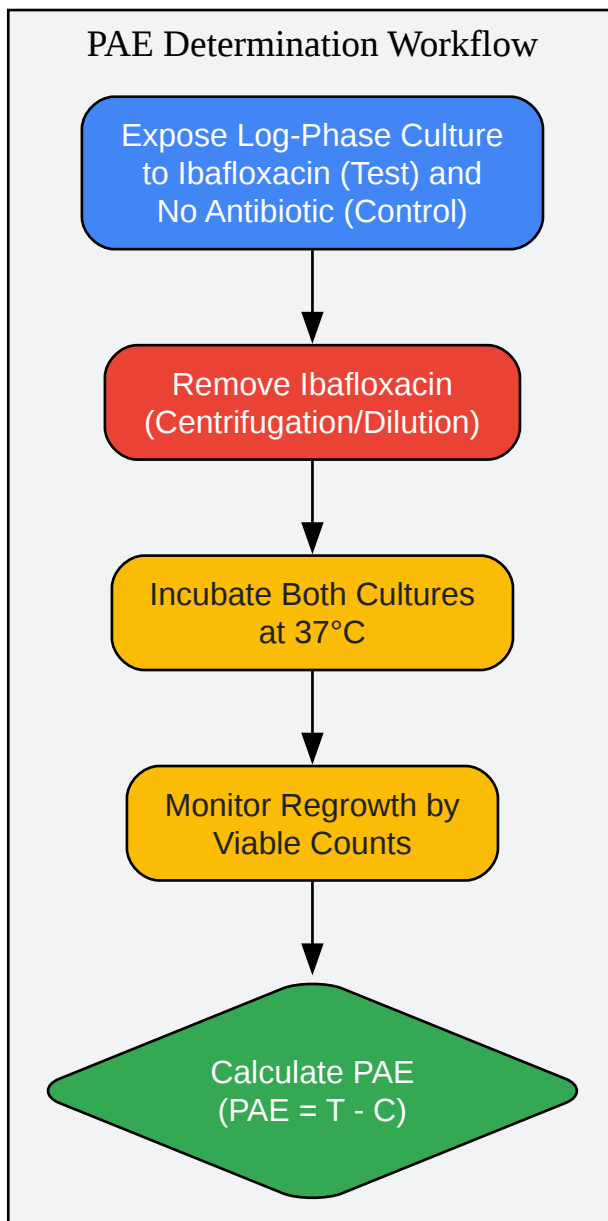 PAE Determination Workflow
Expose Log-Phase Culture
to Ibafloxacin (Test) and
No Antibiotic (Control)
Remove Ibafloxacin
(Centrifugation/Dilution)
Incubate Both Cultures
at 37°C
Monitor Regrowth by
Viable Counts
Calculate PAE
(PAE = T - C)